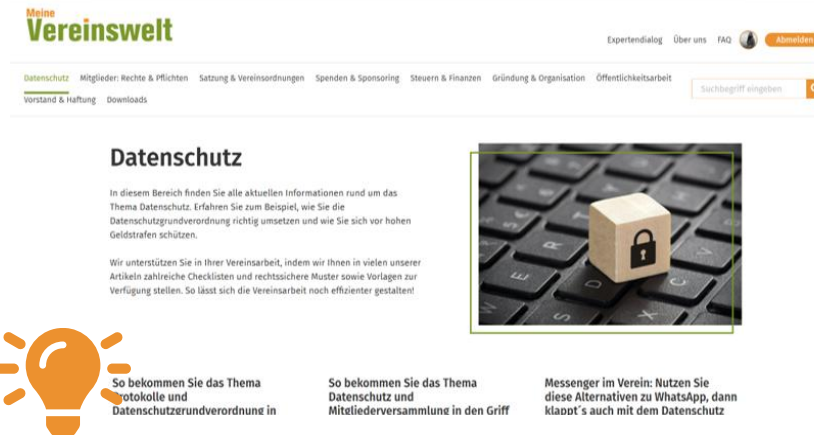 Meine
Vereinswelt
Expertendialog Über uns FAQ Abmelden
Datenschutz Mitglieder: Rechte & Pflichten Satzung & Vereinsordnungen Spenden & Sponsoring Steuern & Finanzen Gründung & Organisation Öffentlichkeitsarbeit
Suchbegriff eingeben
Vorstand & Haftung Downloads
Datenschutz
In diesem Bereich finden Sie alle aktuellen Informationen rund um das
Thema Datenschutz. Erfahren Sie zum Beispiel, wie Sie die
Datenschutzgrundverordnung richtig umsetzen und wie Sie sich vor hohen
Geldstrafen schützen.
Wir unterstützen Sie in Ihrer Vereinsarbeit, indem wir Ihnen in vielen unserer
Artikeln zahlreiche Checklisten und rechtssichere Muster sowie Vorlagen zur
Verfügung stellen. So lässt sich die Vereinsarbeit noch effizienter gestalten!
So bekommen Sie das Thema
Protokolle und
Datenschutzgrundverordnung in
So bekommen Sie das Thema
Datenschutz und
Mitgliederversammlung in den Griff
Messenger im Verein: Nutzen Sie
diese Alternativen zu WhatsApp, dann
klappt´s auch mit dem Datenschutz